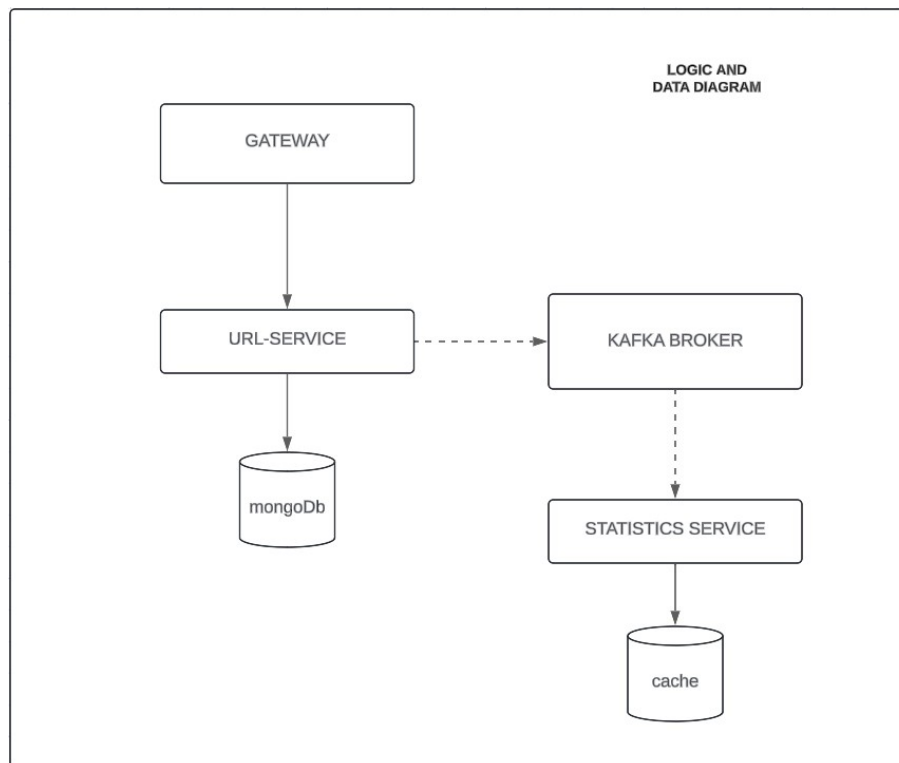 LOGIC AND
DATA DIAGRAM
GATEWAY
URL-SERVICE
KAFKA BROKER
mongoDb
STATISTICS SERVICE
cache